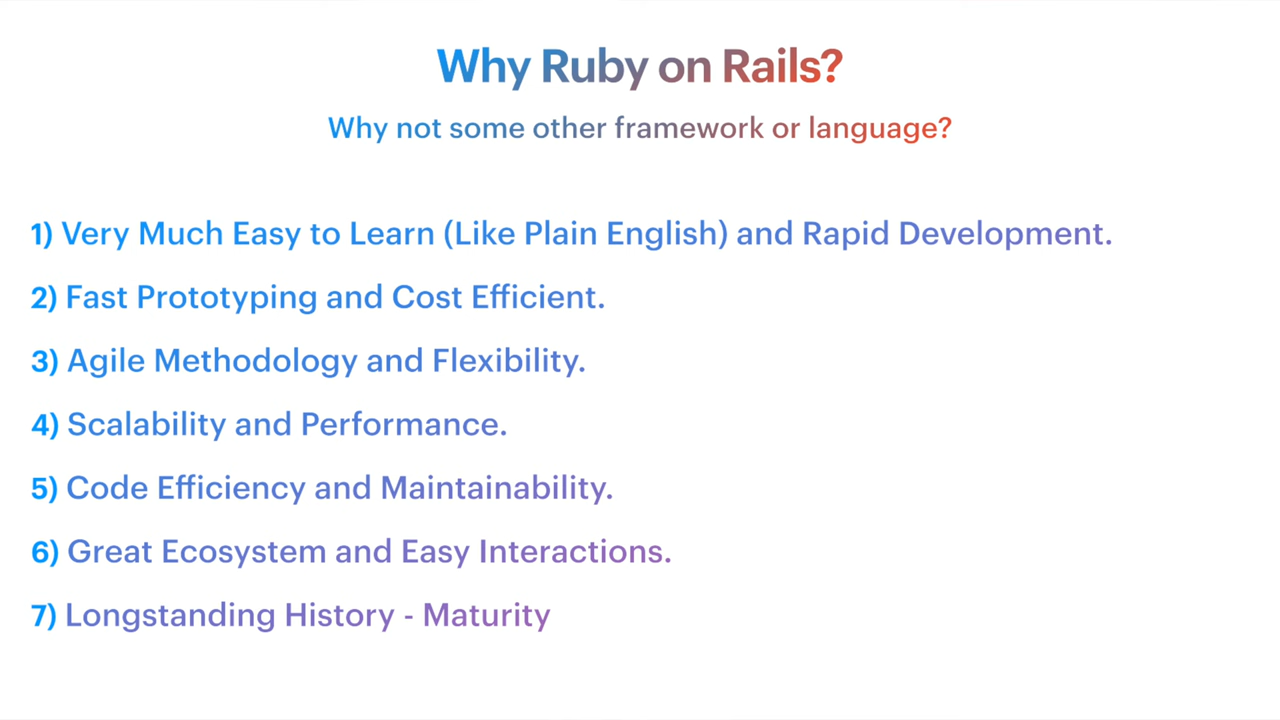 Why Ruby on Rails?
Why not some other framework or language?
1) Very Much Easy to Learn (Like Plain English) and Rapid Development.
2) Fast Prototyping and Cost Efficient.
3) Agile Methodology and Flexibility.
4) Scalability and Performance.
5) Code Efficiency and Maintainability.
6) Great Ecosystem and Easy Interactions.
7) Longstanding History - Maturity